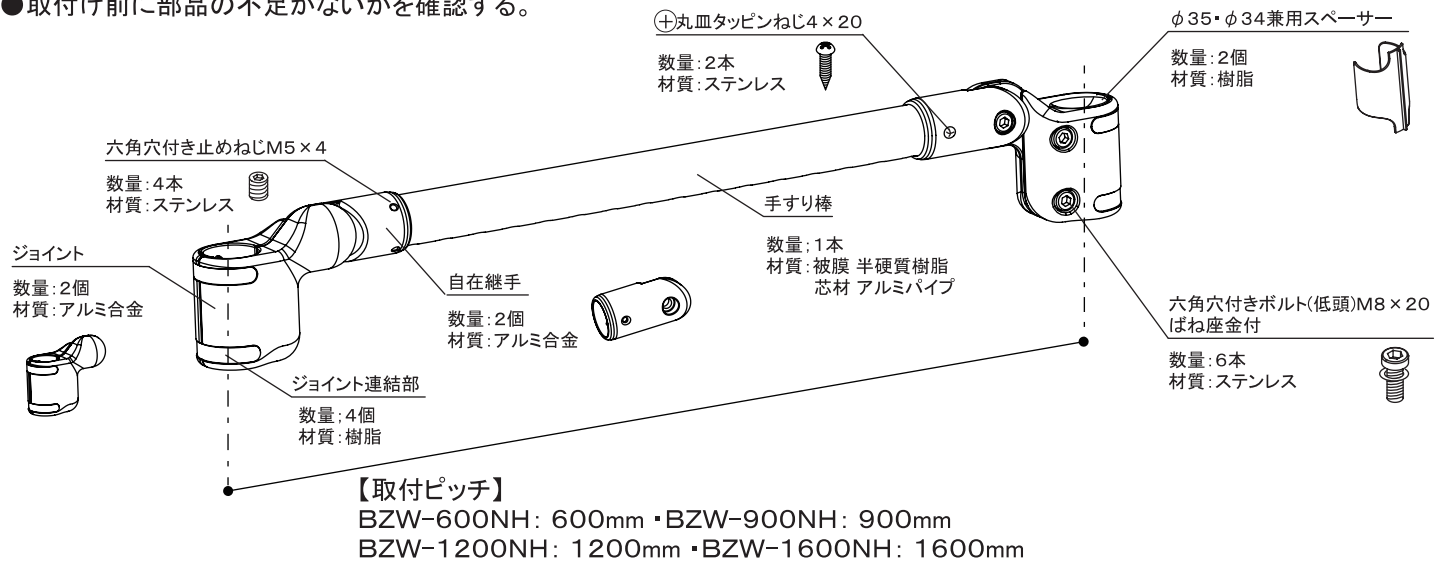 ●取付け前に部品の不足がないかを確認する。
⊕丸皿タッピンねじ4×20
数量:2本
材質:ステンレス
φ35・φ34兼用スペーサー
数量:2個
材質:樹脂
六角穴付き止めねじM5×4
数量:4本
材質:ステンレス
手すり棒
数量;1本
材質:被膜 半硬質樹脂
芯材 アルミパイプ
ジョイント
数量:2個
材質:アルミ合金
自在継手
数量:2個
材質:アルミ合金
六角穴付きボルト(低頭)M8×20
ばね座金付
数量:6本
材質:ステンレス
ジョイント連結部
数量;4個
材質:樹脂
【取付ピッチ】
BZW-600NH: 600mm ・BZW-900NH: 900mm
BZW-1200NH: 1200mm ・BZW-1600NH: 1600mm